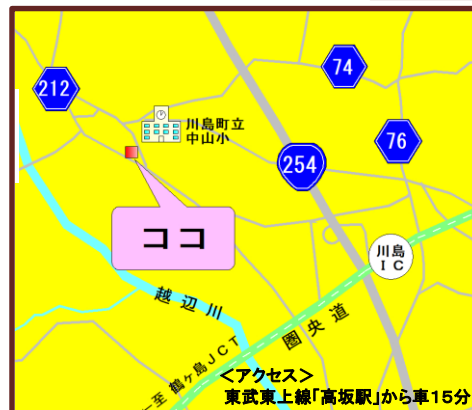 212
74
川島町立
中山小
76
254
ココ
川島
IC
越辺川
圏央道
至 鶴ヶ島JCT
＜アクセス＞
東武東上線「高坂駅」から車15分